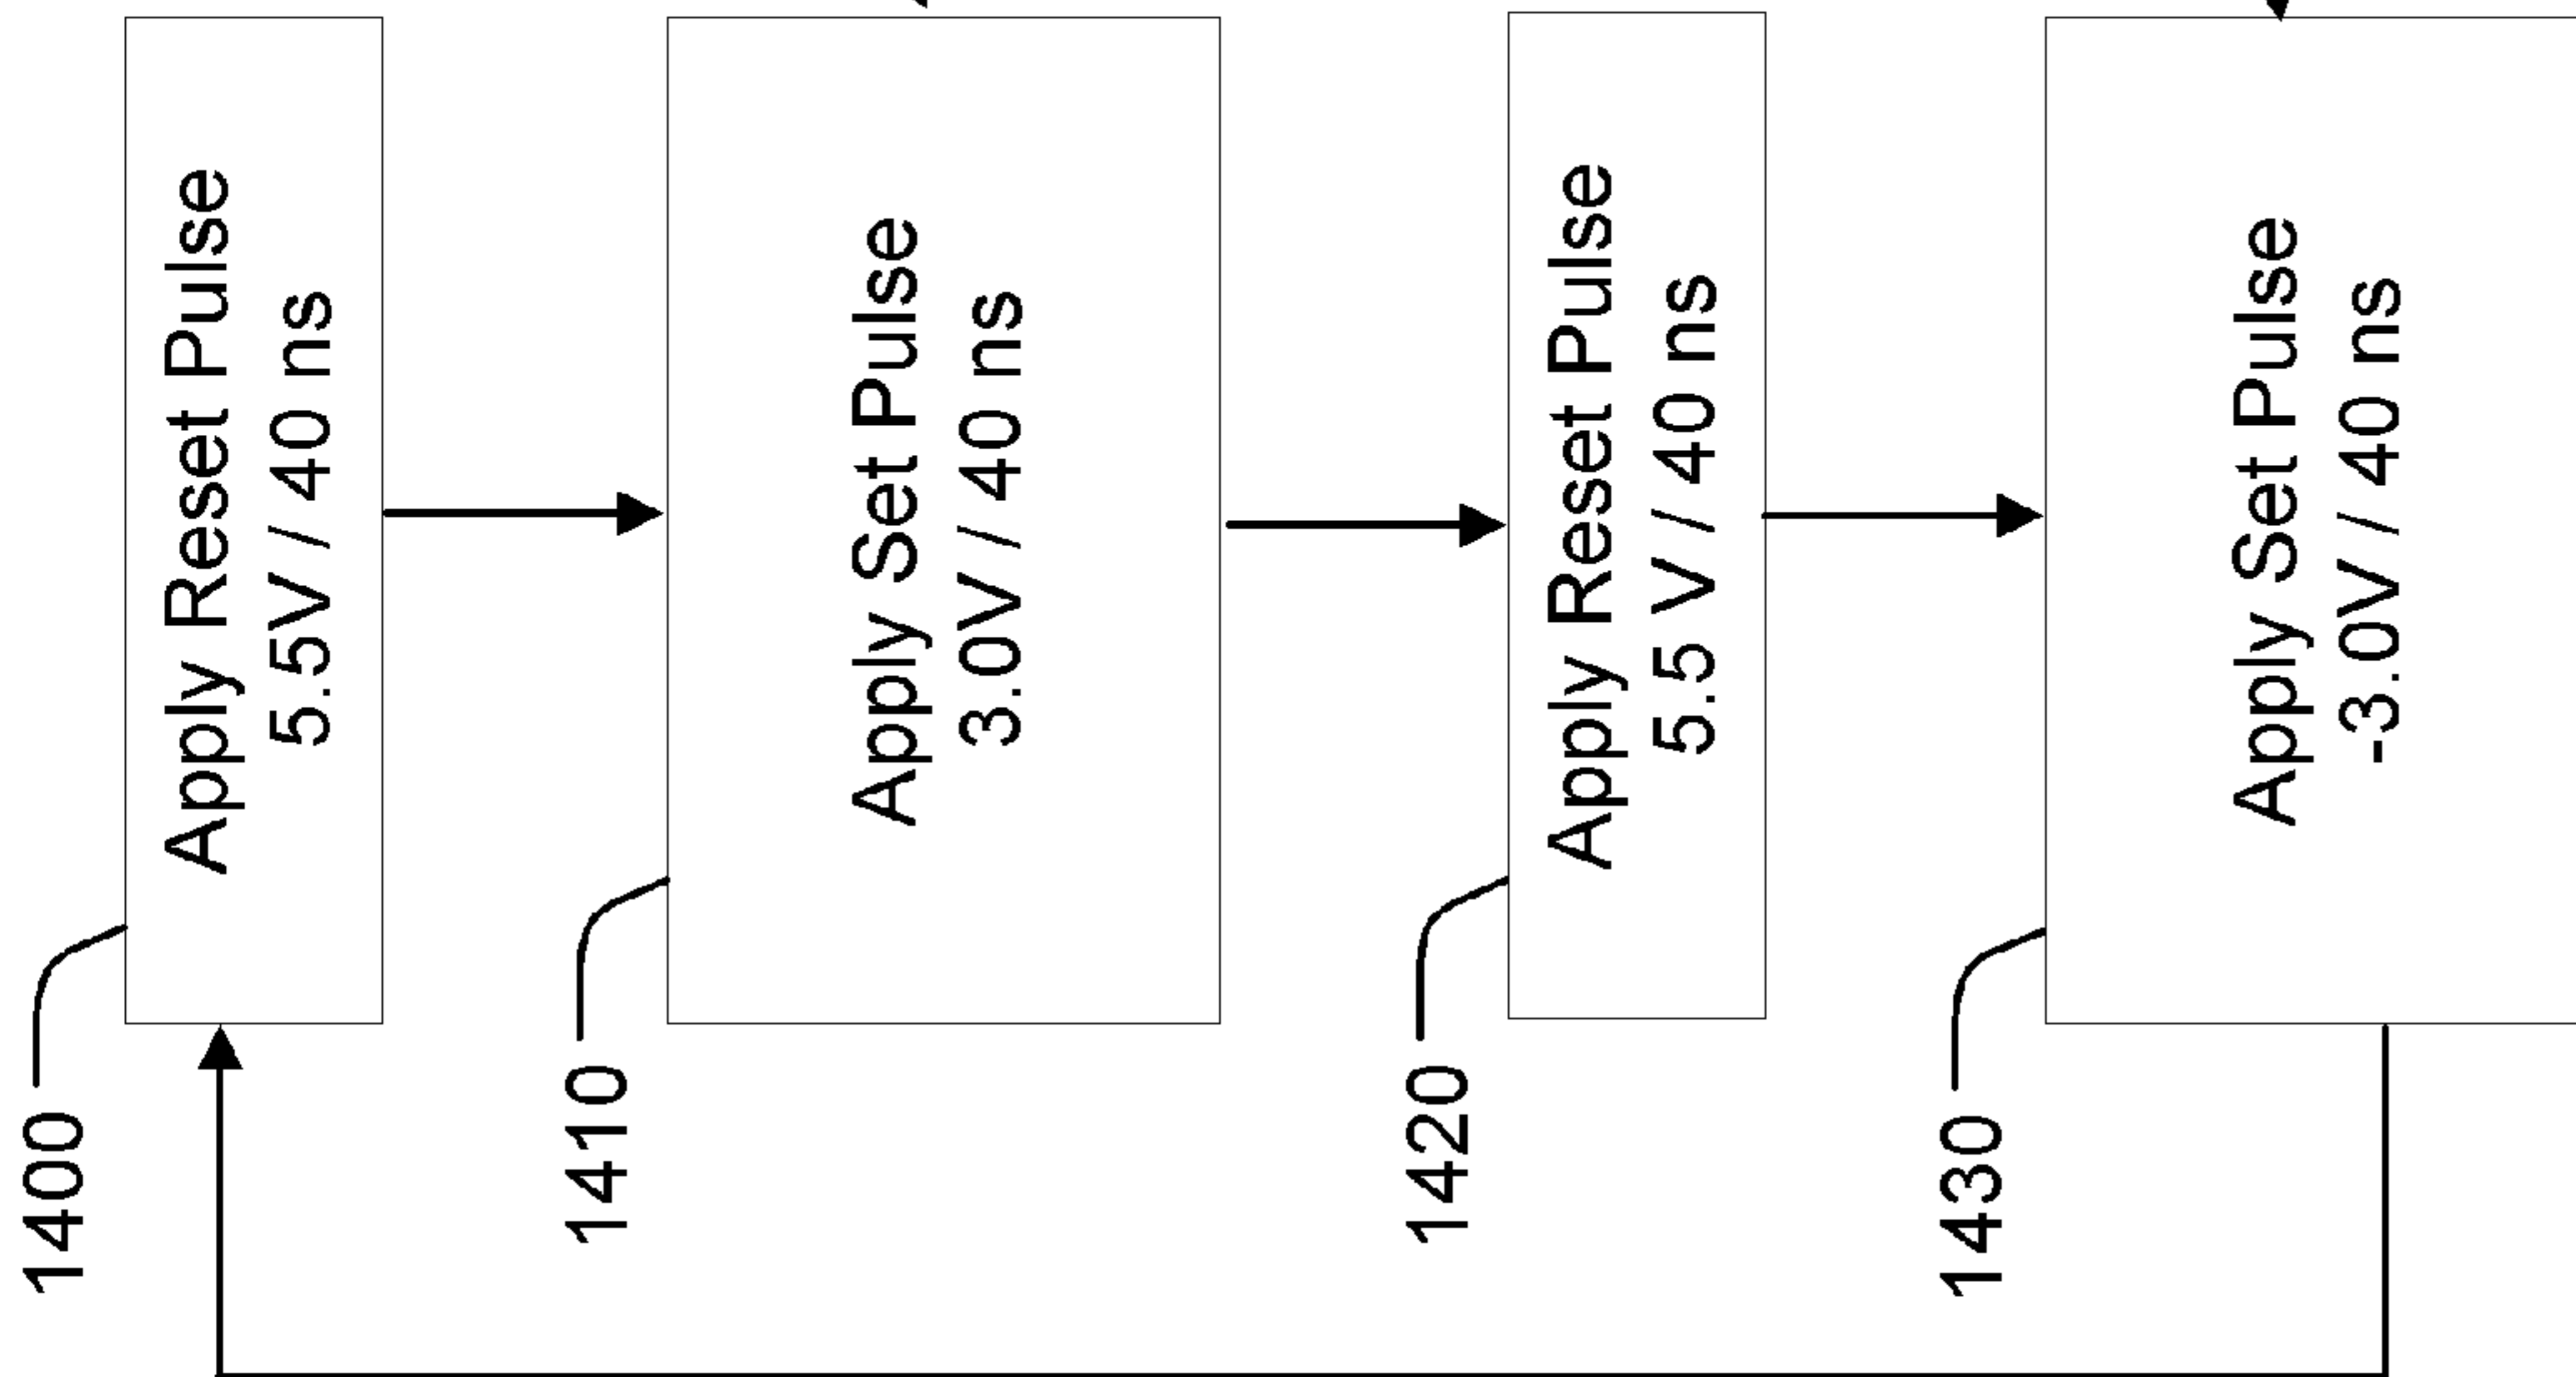 1400
Apply Reset Pulse
5.5V / 40 ns
1410
Apply Set Pulse
3.0V / 40 ns
1420
Apply Reset Pulse
5.5 V / 40 ns
1430
Apply Set Pulse
-3.0V / 40 ns